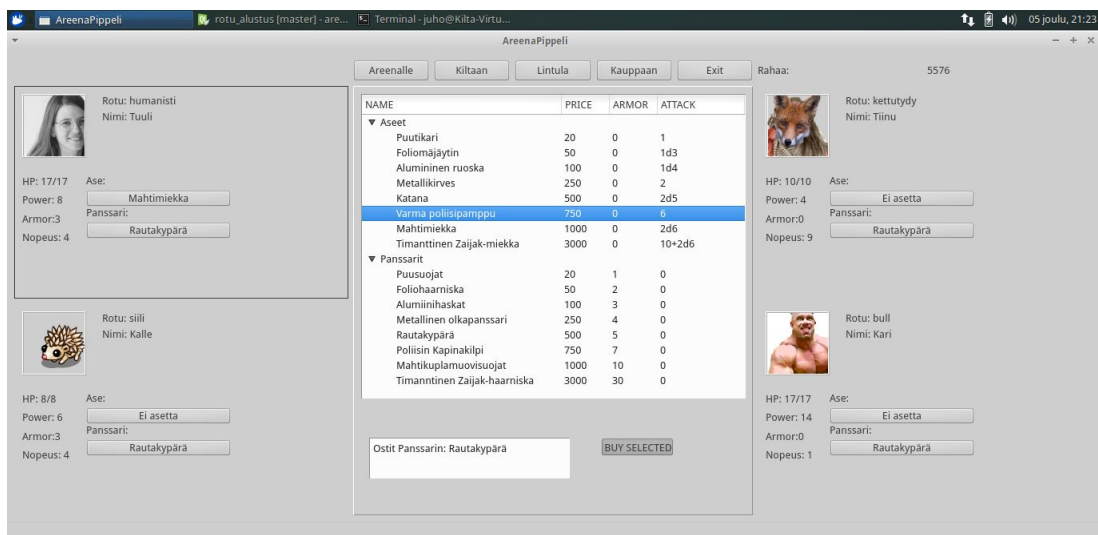 AreenaPippeli
rotu_alustus [master] - are...
Terminal - juho@Kilta-Virtu...
05 joulu, 21:23
AreenaPippeli
Areenalle Kiltaan Lintula Kauppaan Exit Rahaa: 5576
Rotu: humanisti
Nimi: Tuuli
HP: 17/17 Ase:
Power: 8 Mahtimiekka
Armor:3 Panssari:
Nopeus: 4 Rautakypärä
Rotu: siili
Nimi: Kalle
HP: 8/8 Ase:
Power: 6 Ei asetta
Armor:3 Panssari:
Nopeus: 4 Rautakypärä
NAME PRICE ARMOR ATTACK
Aseet
Puutikari 20 0 1
Foliomäjäytin 50 0 1d3
Alumininen ruoska 100 0 1d4
Metallikirves 250 0 2
Katana 500 0 2d5
Varma poliisipamppu 750 0 6
Mahtimiekka 1000 0 2d6
Timanttinen Zaijak-miekka 3000 0 10+2d6
Panssarit
Puusuojat 20 1 0
Foliohaarniska 50 2 0
Alumiinihaskat 100 3 0
Metallinen olkapanssari 250 4 0
Rautakypärä 500 5 0
Poliisin Kapinakilpi 750 7 0
Mahtikuplamuovisuojat 1000 10 0
Timanntinen Zaijak-haarniska 3000 30 0
Ostit Panssarin: Rautakypärä
BUY SELECTED
Rotu: kettutydy
Nimi: Tiinu
HP: 10/10 Ase:
Power: 4 Ei asetta
Armor:0 Panssari:
Nopeus: 9 Rautakypärä
Rotu: bull
Nimi: Kari
HP: 17/17 Ase:
Power: 14 Ei asetta
Armor:0 Panssari:
Nopeus: 1 Rautakypärä